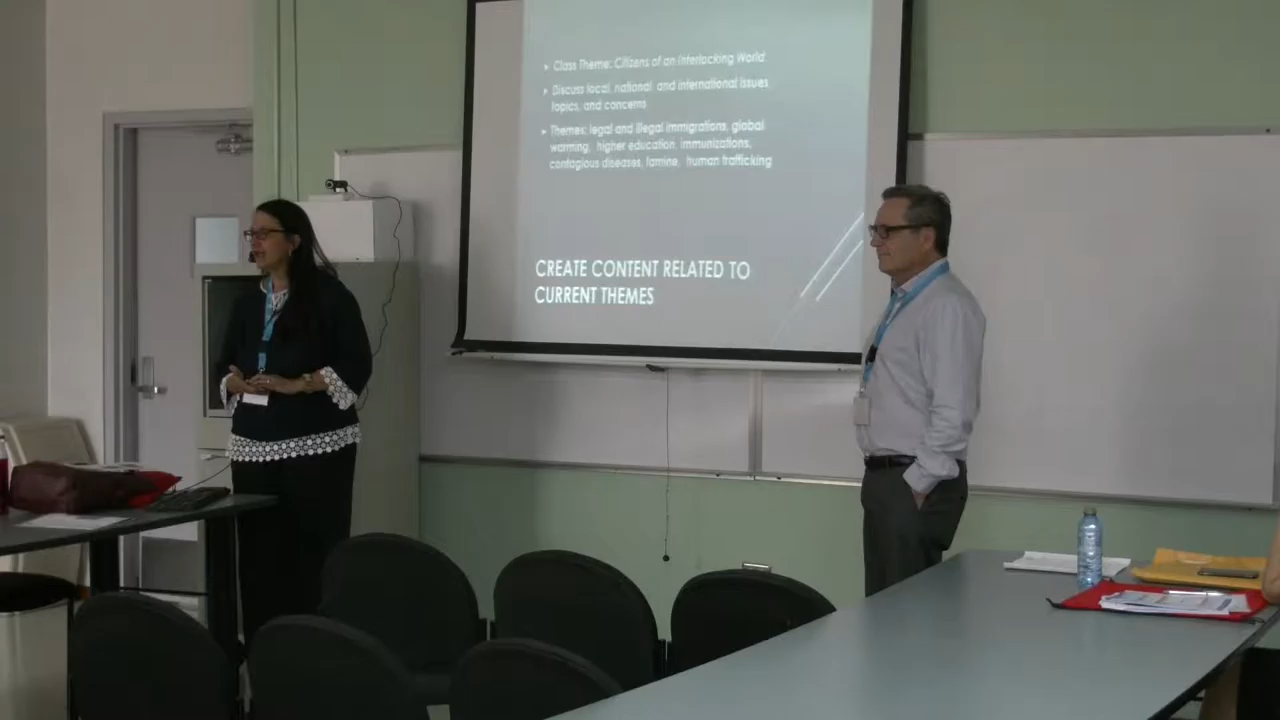 Class Theme: Citizens of an Interlocking World
Discuss local, national and international issues,
topics, and concerns
Themes: legal and illegal immigrations, global
warming, higher education, immunizations,
contagious diseases, famine, human trafficking
CREATE CONTENT RELATED TO
CURRENT THEMES